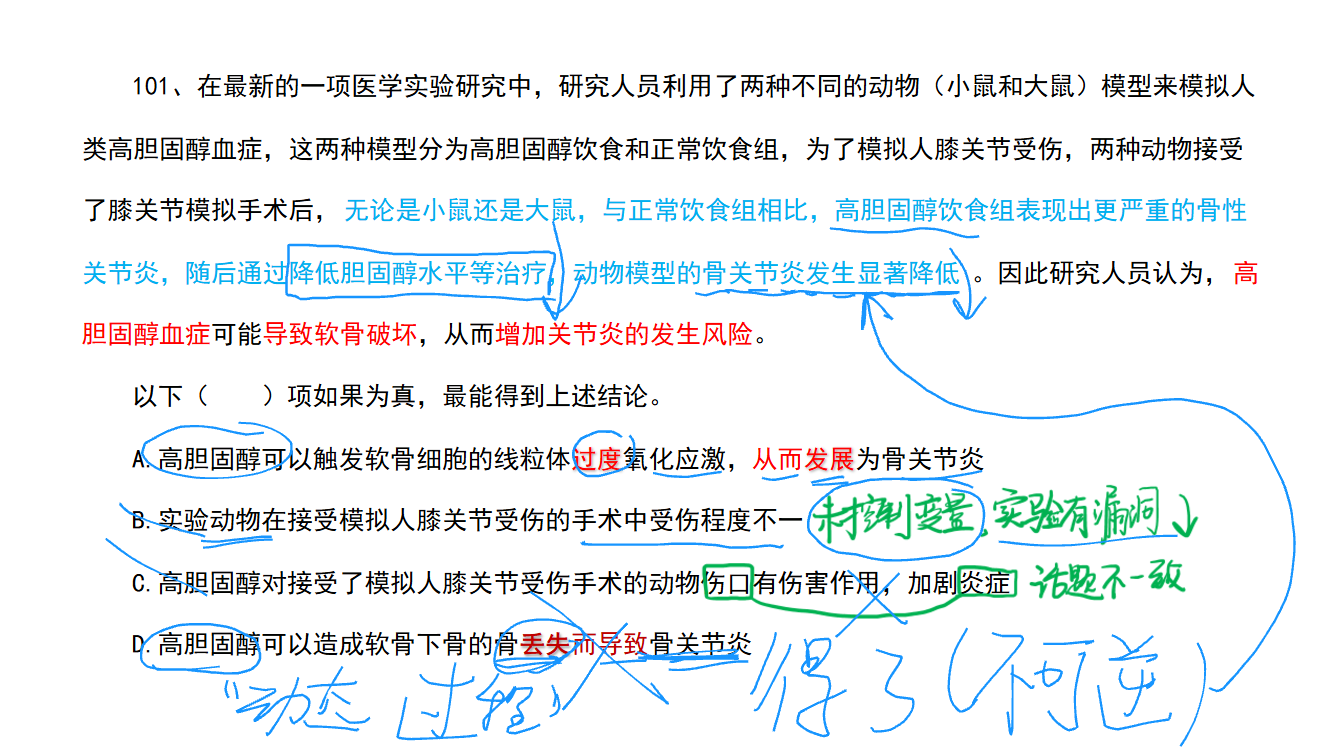 101、在最新的一项医学实验研究中，研究人员利用了两种不同的动物（小鼠和大鼠）模型来模拟人
类高胆固醇血症，这两种模型分为高胆固醇饮食和正常饮食组，为了模拟人膝关节受伤，两种动物接受
了膝关节模拟手术后，无论是小鼠还是大鼠，与正常饮食组相比，高胆固醇饮食组表现出更严重的骨性
关节炎，随后通过降低胆固醇水平等治疗，动物模型的骨关节炎发生显著降低。因此研究人员认为，高
胆固醇血症可能导致软骨破坏，从而增加关节炎的发生风险。
以下（　　）项如果为真，最能得到上述结论。
A.高胆固醇可以触发软骨细胞的线粒体过度氧化应激，从而发展为骨关节炎
B.实验动物在接受模拟人膝关节受伤的手术中受伤程度不一 未控制变量，实验有漏洞↓
C.高胆固醇对接受了模拟人膝关节受伤手术的动物伤口有伤害作用，加剧炎症 话题不一致
D.高胆固醇可以造成软骨下骨的骨丢失而导致骨关节炎
"动态 过程" 得了(不可逆)